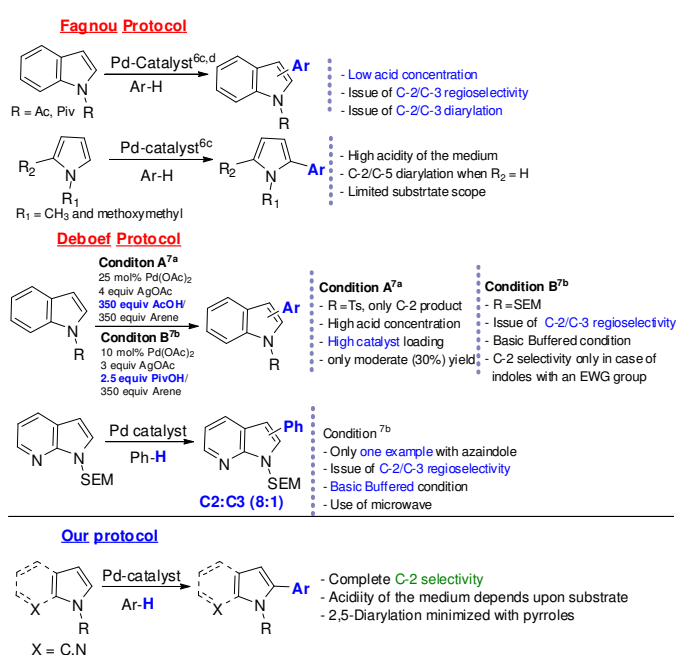 Fagnou Protocol
Pd-Catalyst6c,d
Ar-H
R = Ac, Piv
N
R
Ar
N
R
- Low acid concentration
- Issue of C-2/C-3 regioselectivity
- Issue of C-2/C-3 diarylation
Pd-catalyst6c
Ar-H
R2
N
R1
R1 = CH3 and methoxymethyl
R2
N
R1
Ar
- High acidity of the medium
- C-2/C-5 diarylation when R2 = H
- Limited substrtate scope
Deboef Protocol
Conditon A7a
25 mol% Pd(OAc)2
4 equiv AgOAc
350 equiv AcOH/
350 equiv Arene
Conditon B7b
10 mol% Pd(OAc)2
3 equiv AgOAc
2.5 equiv PivOH/
350 equiv Arene
N
R
Ar
N
R
Condition A7a
- R =Ts, only C-2 product
- High acid concentration
- High catalyst loading
- only moderate (30%) yield
Condition B7b
- R=SEM
- Issue of C-2/C-3 regioselectivity
- Basic Buffered condition
- C-2 selectivity only in case of
indoles with an EWG group
N
N
SEM
Pd catalyst
Ph-H
Ph
N
N
SEM
C2:C3 (8:1)
Condition 7b
- Only one example with azaindole
- Issue of C-2/C-3 regioselectivity
- Basic Buffered condition
- Use of microwave
Our protocol
Pd-catalyst
Ar-H
X
N
R
X = C,N
X
N
R
Ar
- Complete C-2 selectivity
- Acidiity of the medium depends upon substrate
- 2,5-Diarylation minimized with pyrroles